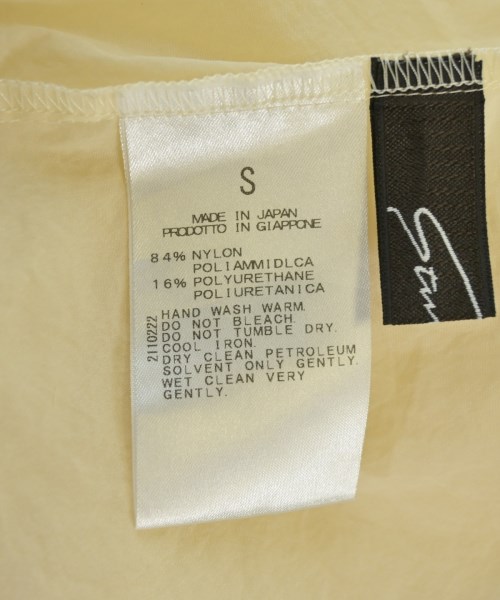 S
MADE IN JAPAN
PRODOTTO IN GIAPPONE
84% NYLON
POLIAMMIDLCA
16% POLYURETHANE
POLIURETANICA
HAND WASH WARM.
DO NOT BLEACH.
DO NOT TUMBLE DRY.
COOL IRON.
DRY CLEAN PETROLEUM
SOLVENT ONLY GENTLY.
WET CLEAN VERY
GENTLY.
2110222